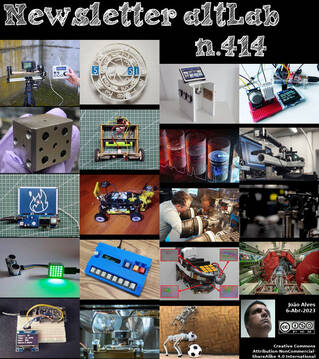 Newsletter altLab
n.414
João Alves
6-Abr-2023
Creative Commons
Attribution-NonCommercial-
ShareAlike 4.0 International